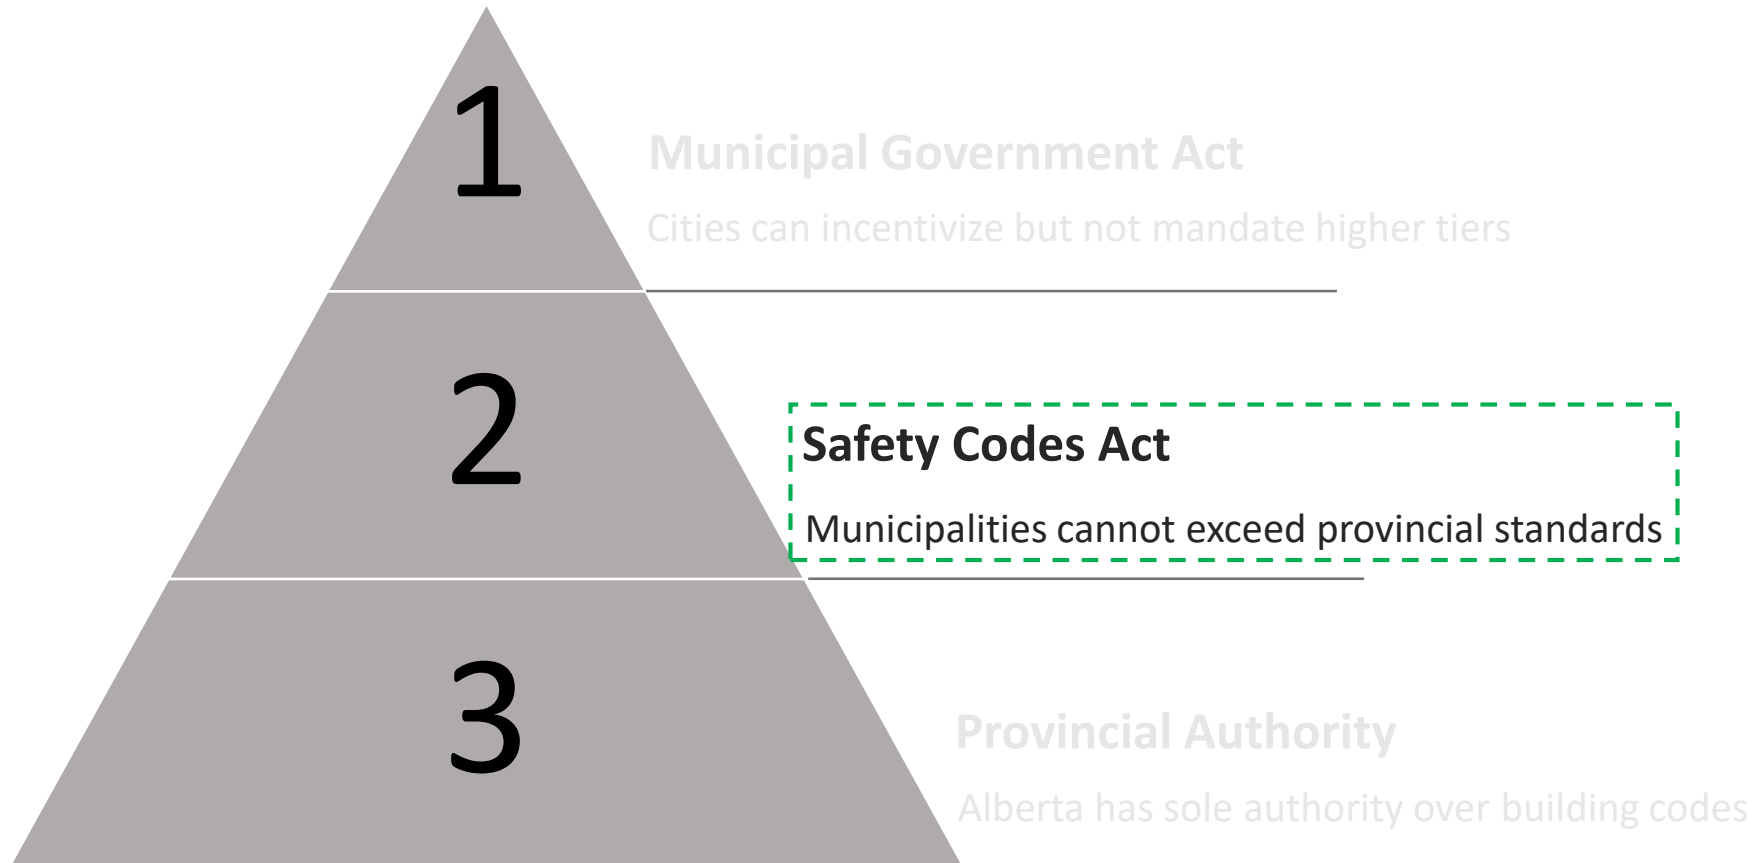 1
Municipal Government Act
Cities can incentivize but not mandate higher tiers
2
Safety Codes Act
Municipalities cannot exceed provincial standards
3
Provincial Authority
Alberta has sole authority over building codes